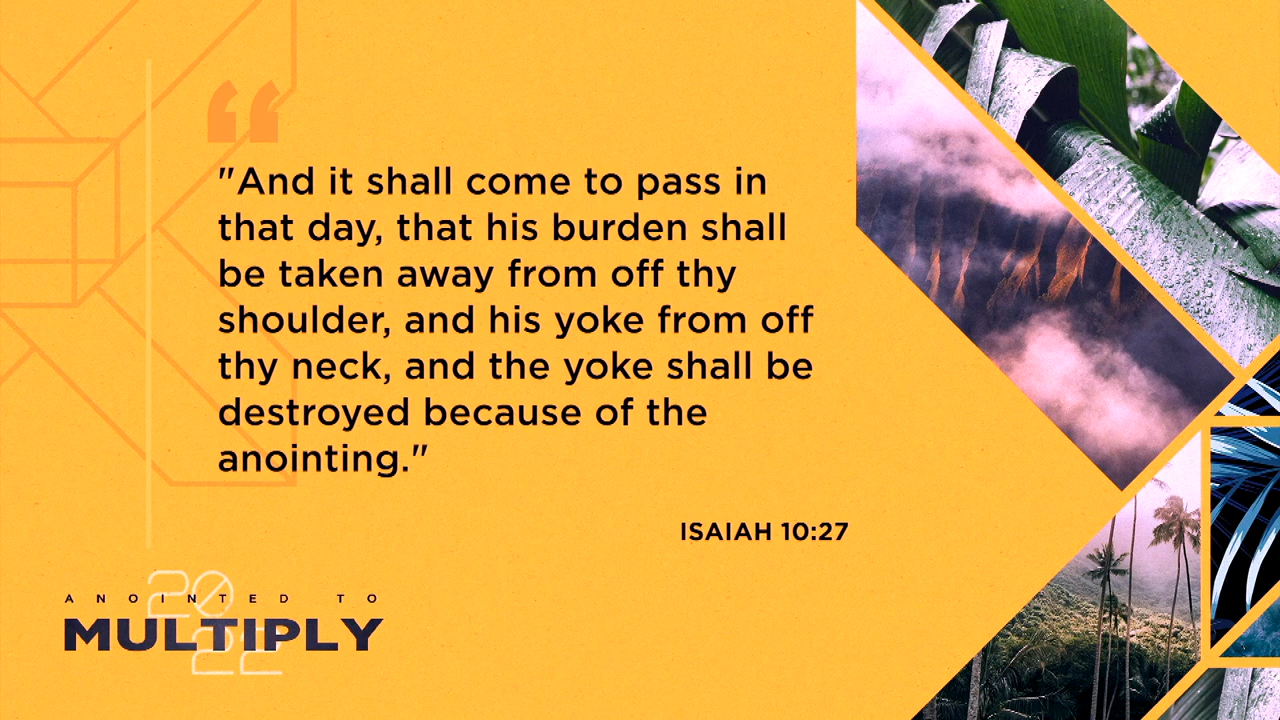 "And it shall come to pass in
that day, that his burden shall
be taken away from off thy
shoulder, and his yoke from off
thy neck, and the yoke shall be
destroyed because of the
anointing."
ISAIAH 10:27
20
ANOINTED TO
MULTIPLY
22